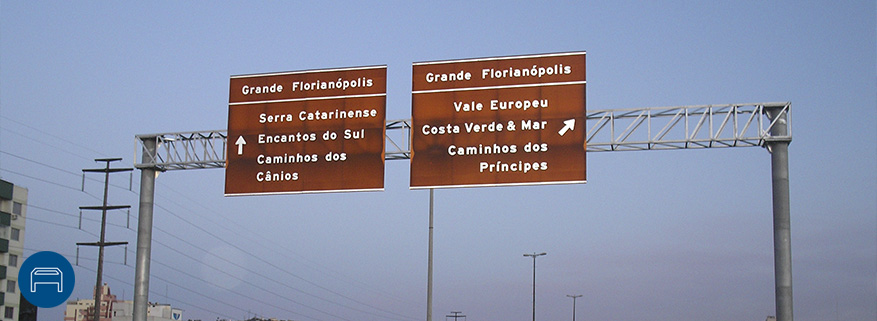 Grande Florianópolis
Serra Catarinense
Encantos do Sul
Caminhos dos
Cânios
Grande Florianópolis
Vale Europeu
Costa Verde & Mar
Caminhos dos
Príncipes